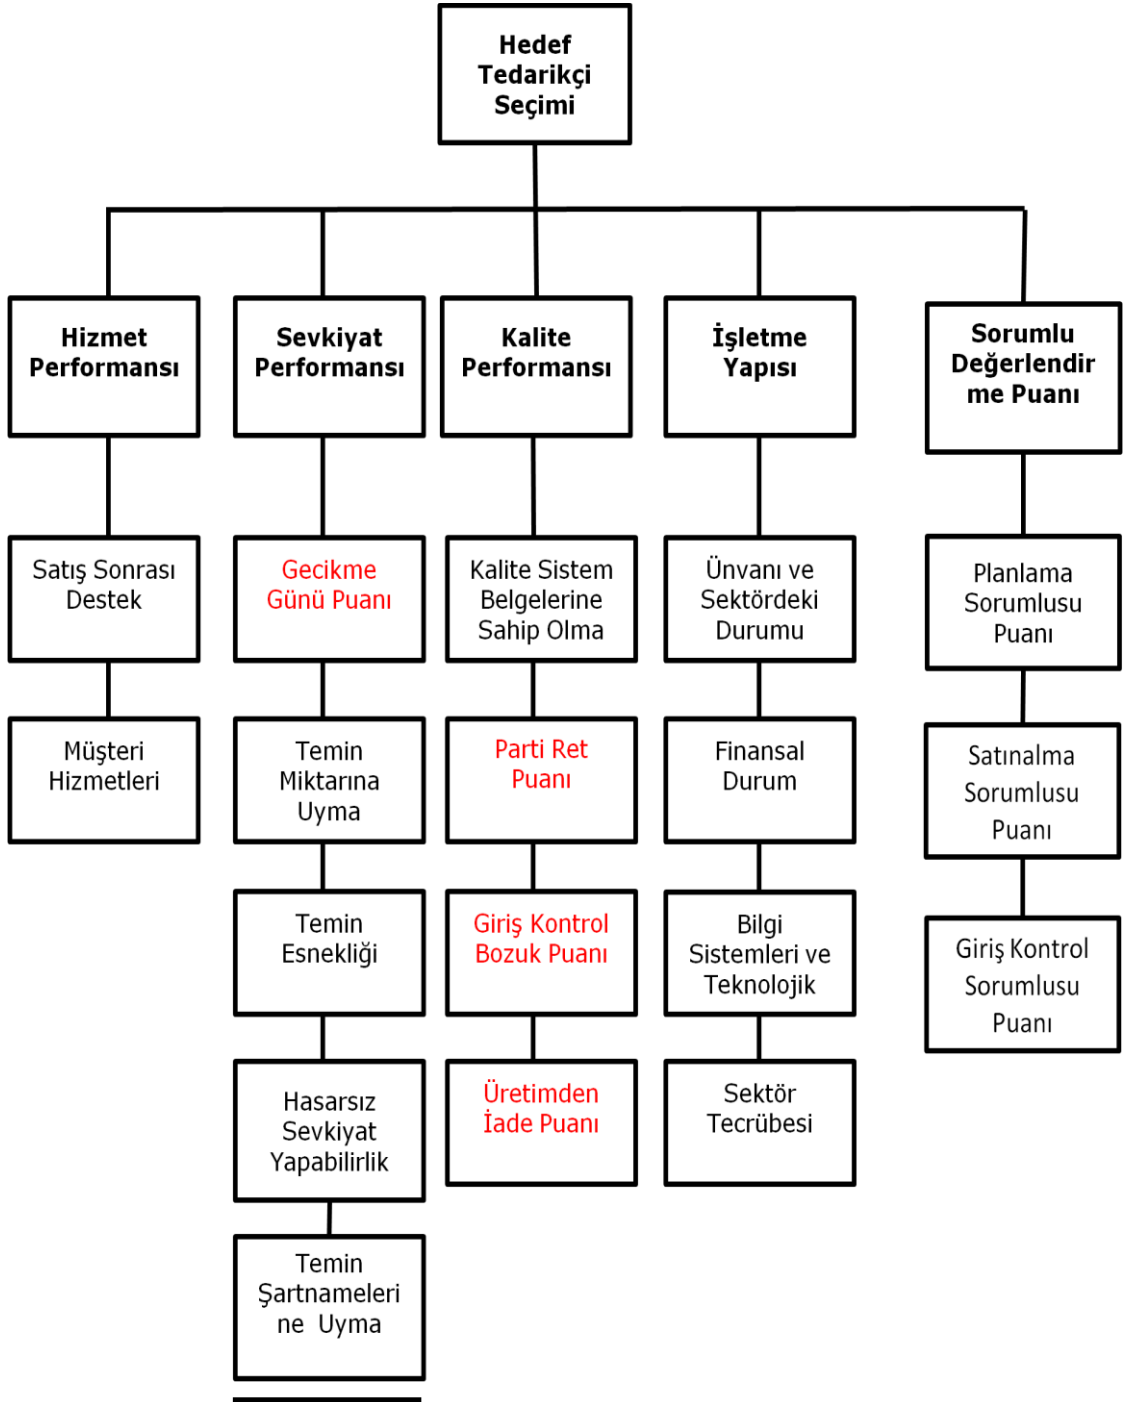 Hedef
Tedarikçi
Seçimi
Hizmet
Performansı
Sevkiyat
Performansı
Kalite
Performansı
İşletme
Yapısı
Sorumlu
Değerlendir
me Puanı
Satış Sonrası
Destek
Gecikme
Günü Puanı
Kalite Sistem
Belgelerine
Sahip Olma
Ünvanı ve
Sektördeki
Durumu
Planlama
Sorumlusu
Puanı
Müşteri
Hizmetleri
Temin
Miktarına
Uyma
Parti Ret
Puanı
Finansal
Durum
Satınalma
Sorumlusu
Puanı
Temin
Esnekliği
Giriş Kontrol
Bozuk Puanı
Bilgi
Sistemleri ve
Teknolojik
Giriş Kontrol
Sorumlusu
Puanı
Hasarsız
Sevkiyat
Yapabilirlik
Üretimden
İade Puanı
Sektör
Tecrübesi
Temin
Şartnameleri
ne  Uyma